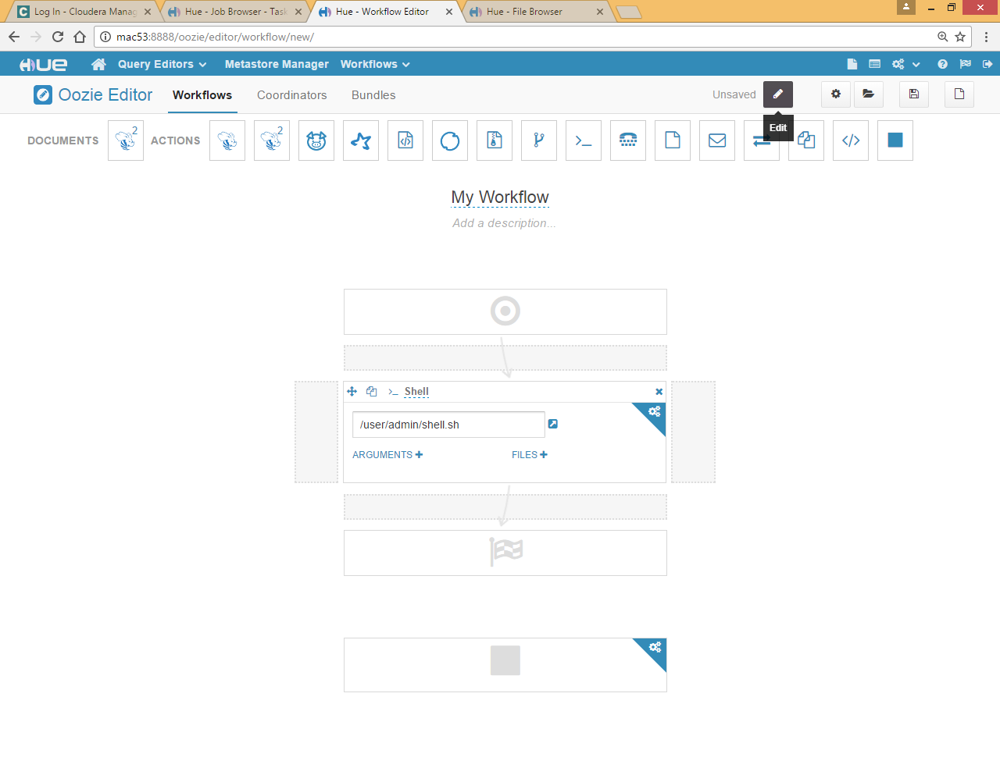 Log In - Cloudera Manag
Hue - Job Browser - Task
Hue - Workflow Editor
Hue - File Browser
mac53:8888/oozie/editor/workflow/new/
HUE
Query Editors
Metastore Manager
Workflows
Oozie Editor
Workflows
Coordinators
Bundles
Unsaved
Edit
DOCUMENTS
2
ACTIONS
2
My Workflow
Add a description...
Shell
/user/admin/shell.sh
ARGUMENTS
FILES